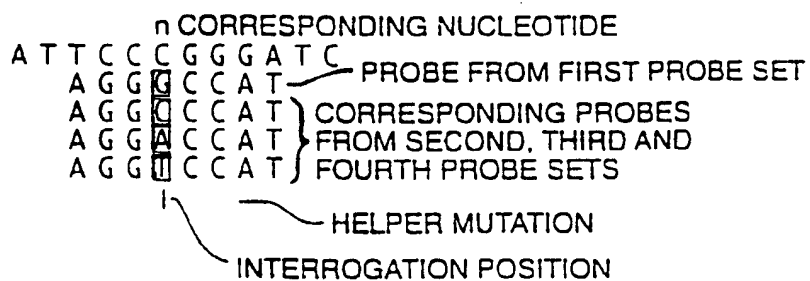 n CORRESPONDING NUCLEOTIDE
A T T C C C G G G A T C
A G G G C C A T PROBE FROM FIRST PROBE SET
A G G C C C A T CORRESPONDING PROBES
A G G A C C A T FROM SECOND, THIRD AND
A G G T C C A T FOURTH PROBE SETS
I
HELPER MUTATION
INTERROGATION POSITION